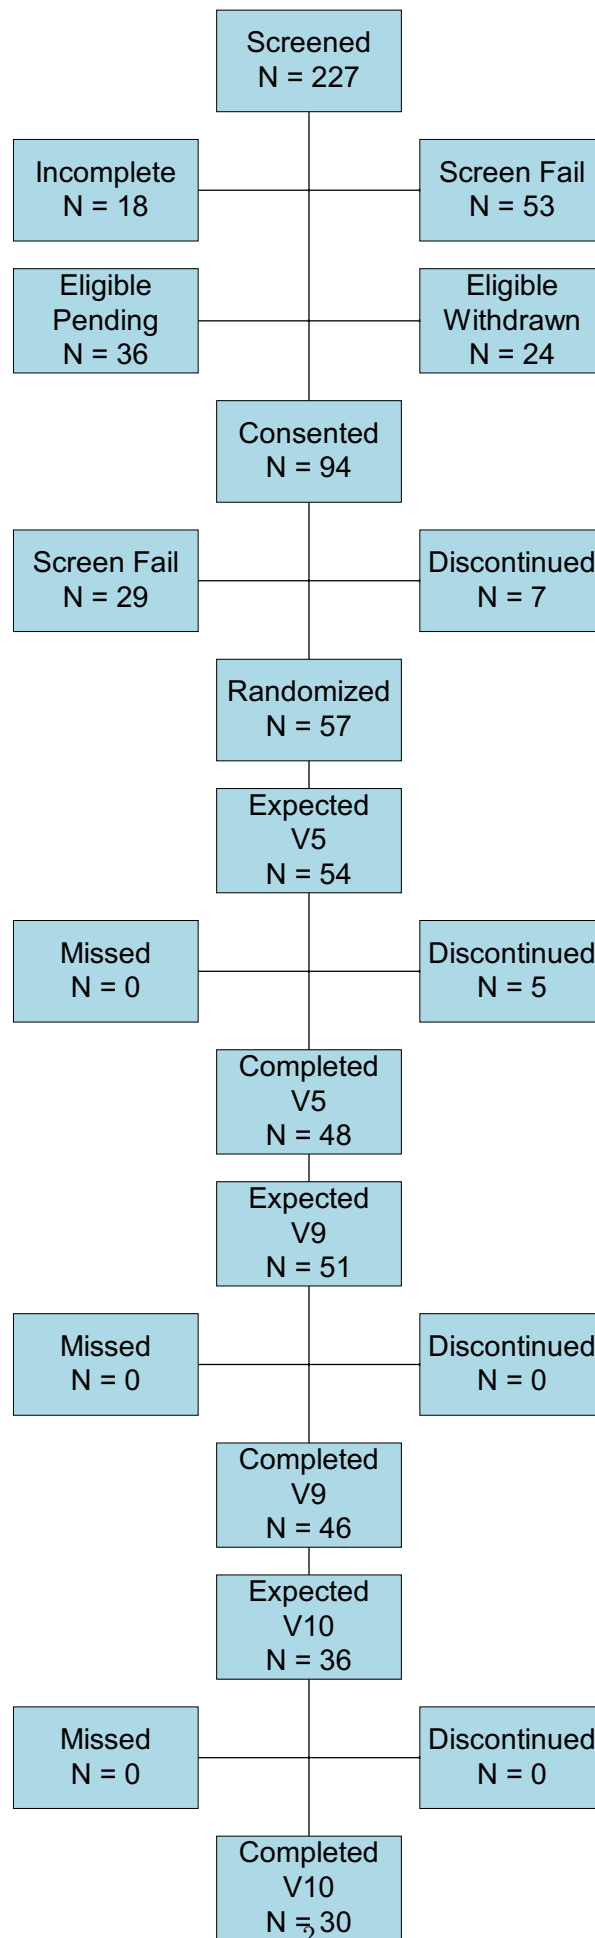 Screened
N = 227
Incomplete
N = 18
Screen Fail
N = 53
Eligible
Pending
N = 36
Eligible
Withdrawn
N = 24
Consented
N = 94
Screen Fail
N = 29
Discontinued
N = 7
Randomized
N = 57
Expected
V5
N = 54
Missed
N = 0
Discontinued
N = 5
Completed
V5
N = 48
Expected
V9
N = 51
Missed
N = 0
Discontinued
N = 0
Completed
V9
N = 46
Expected
V10
N = 36
Missed
N = 0
Discontinued
N = 0
Completed
V10
N = 30
2